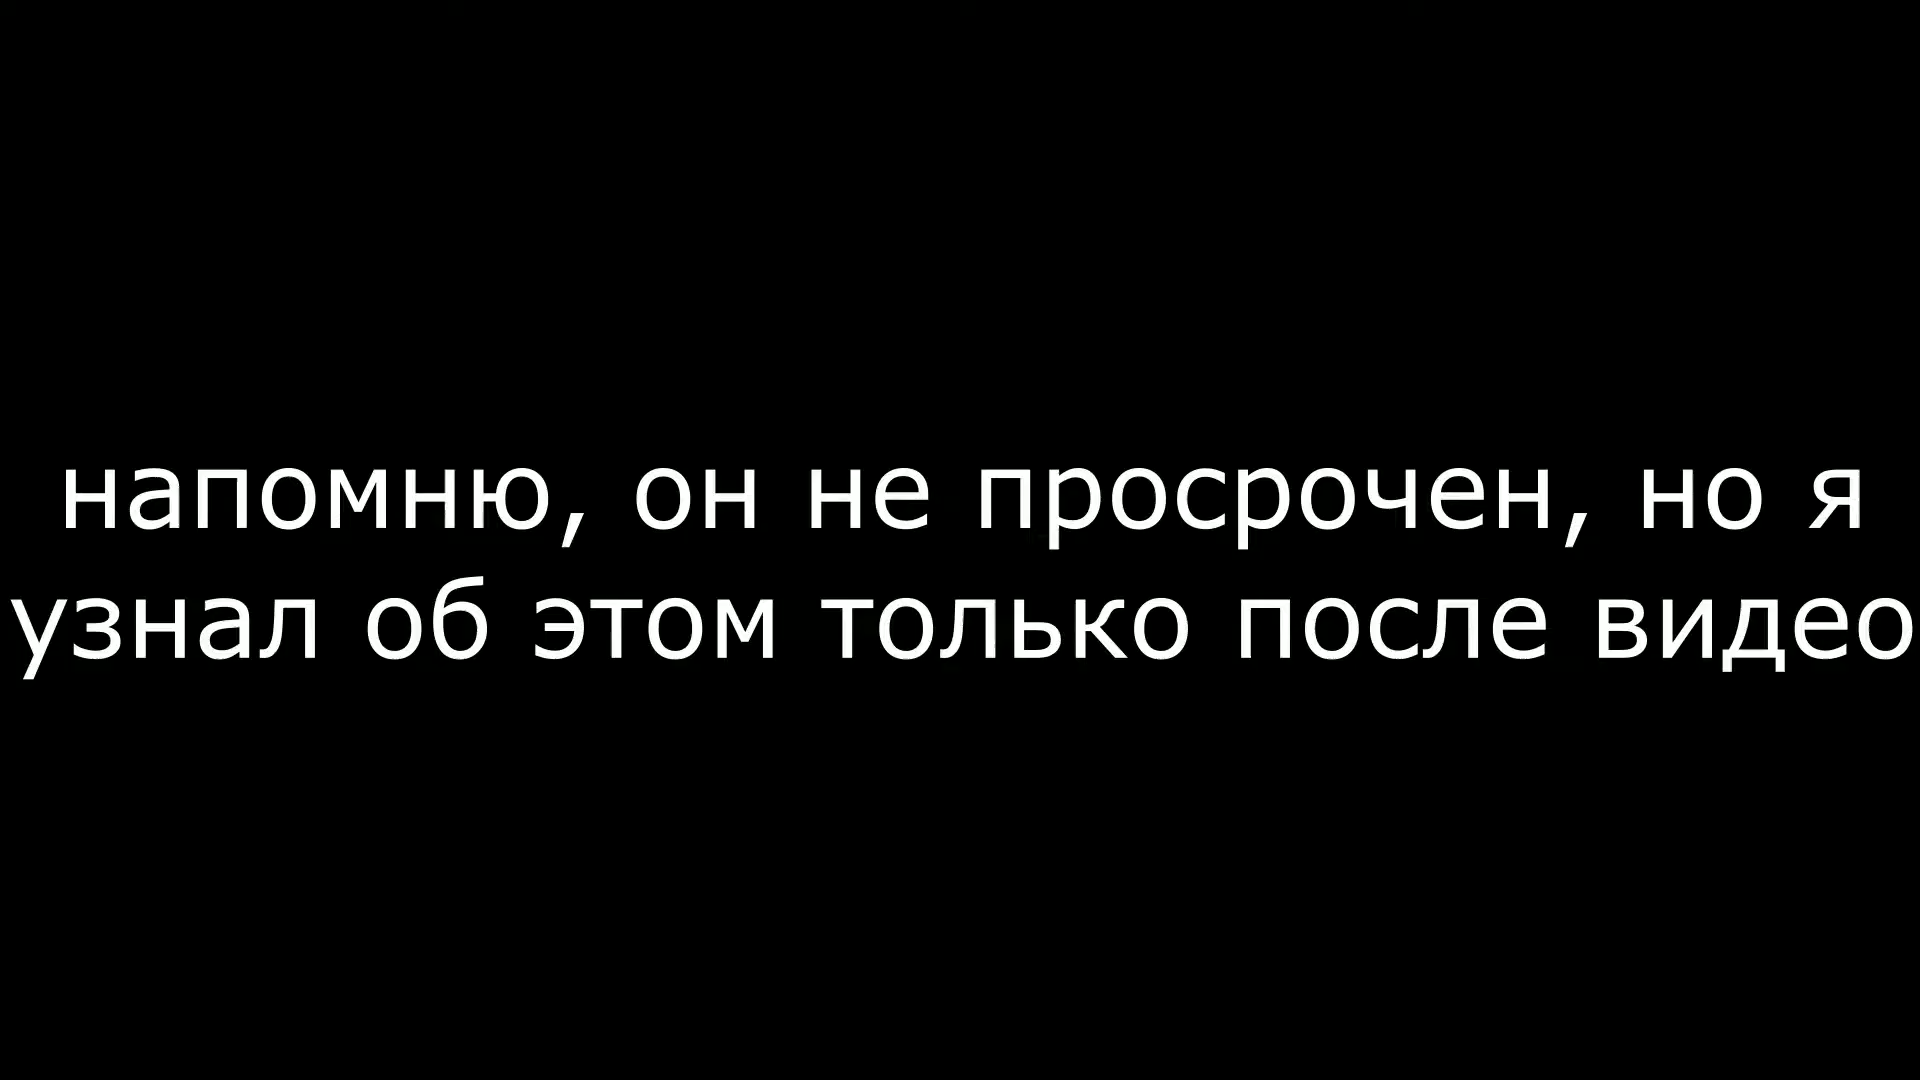 напомню, он не просрочен, но я
узнал об этом только после видео